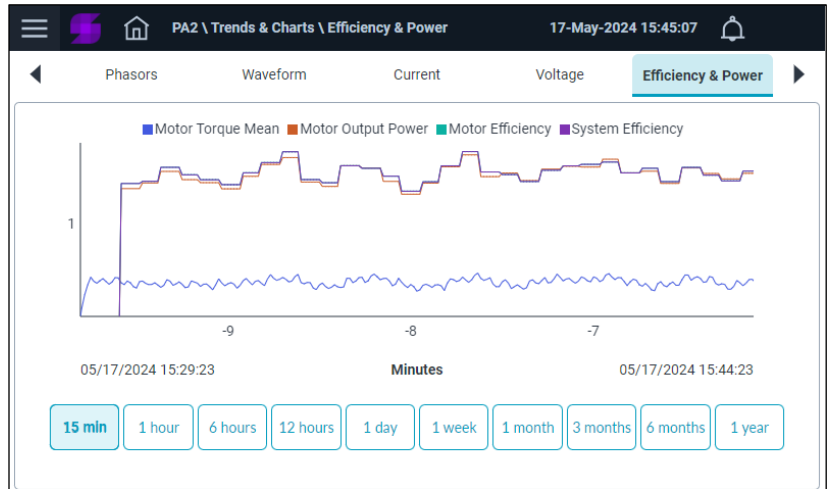 PA2 \ Trends & Charts \ Efficiency & Power 17-May-2024 15:45:07
Phasors Waveform Current Voltage Efficiency & Power
Motor Torque Mean Motor Output Power Motor Efficiency System Efficiency
1
-9 -8 -7
05/17/2024 15:29:23 Minutes 05/17/2024 15:44:23
15 min 1 hour 6 hours 12 hours 1 day 1 week 1 month 3 months 6 months 1 year